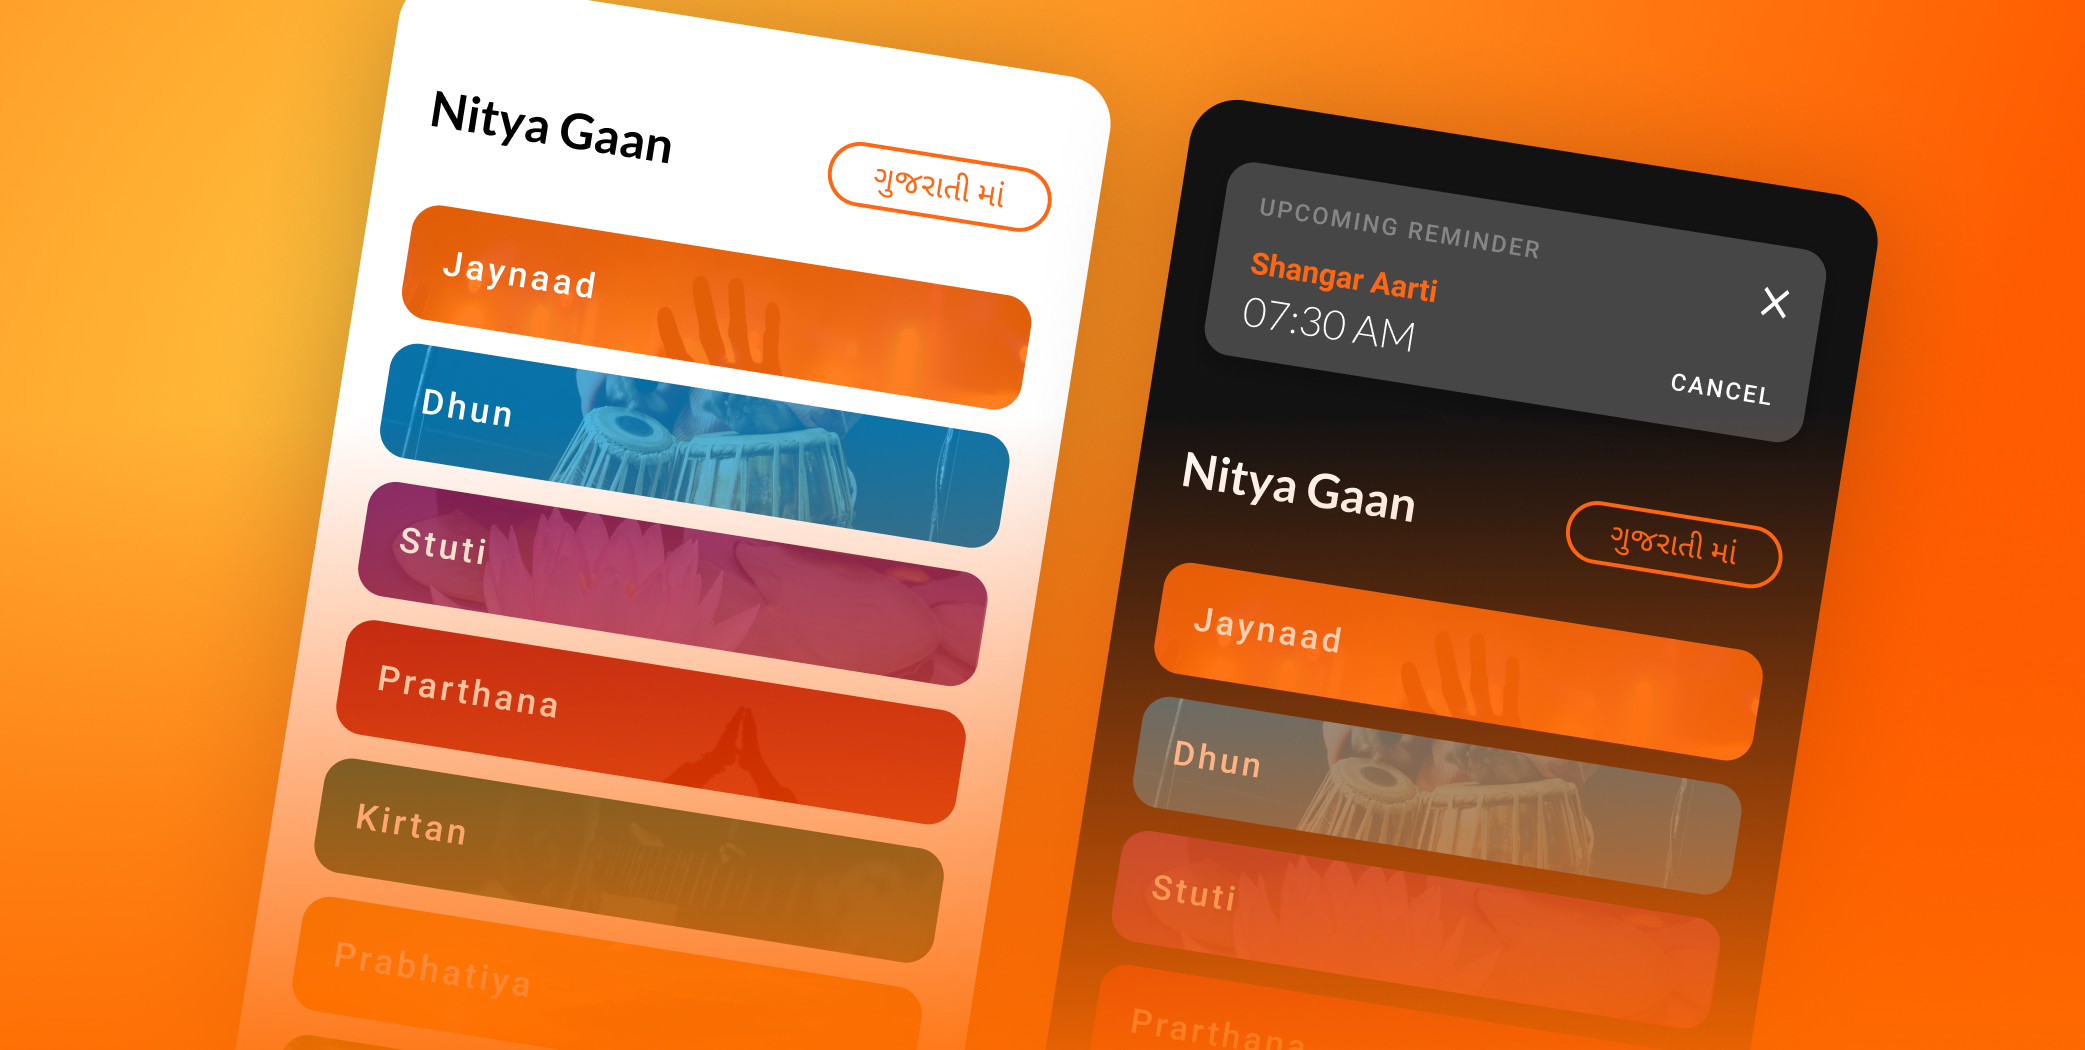 Nitya Gaan
ગુજરાતી માં
Jaynaad
Dhun
Stuti
Prarthana
Kirtan
Prabhatiya
UPCOMING REMINDER
Shangar Aarti
07:30 AM
CANCEL
Nitya Gaan
ગુજરાતી માં
Jaynaad
Dhun
Stuti
Prarthana